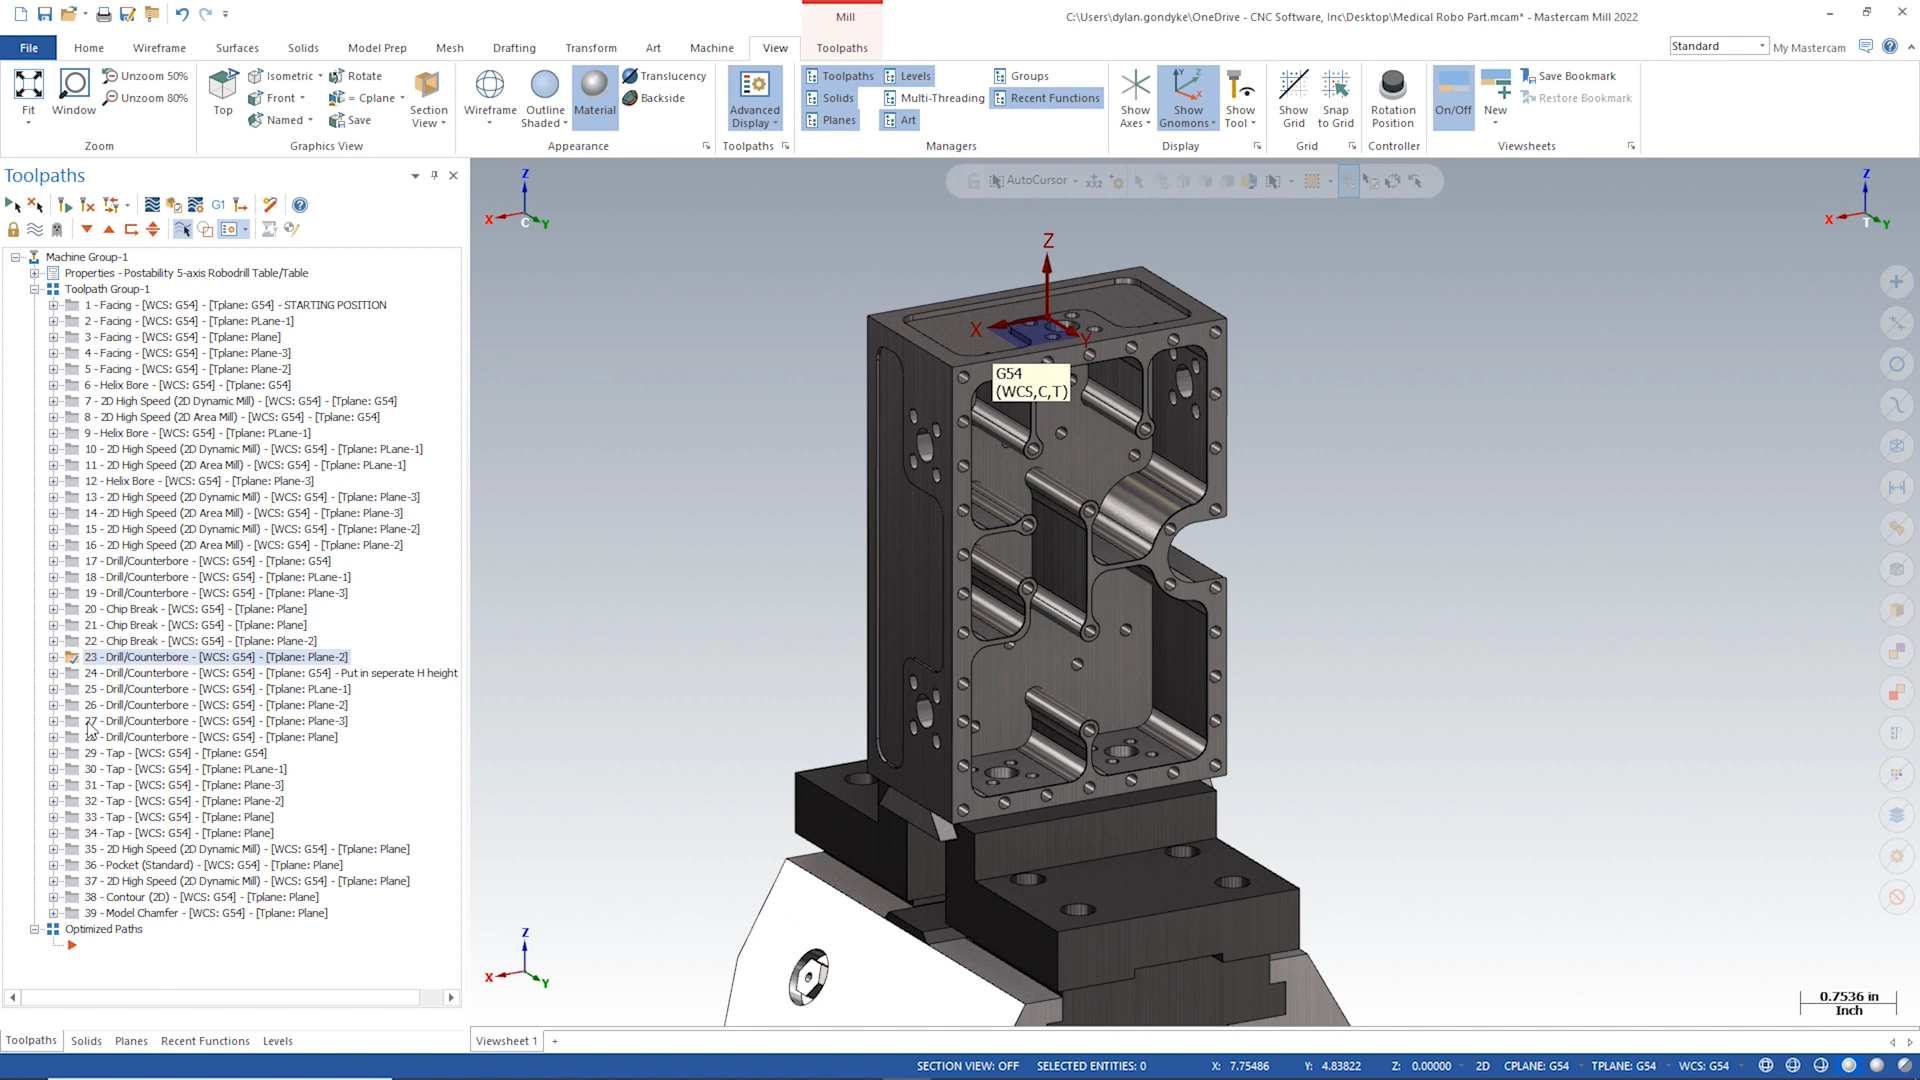 Mill
C:\Users\dylan.gondyke\OneDrive - CNC Software, Inc\Desktop\Medical Robo Part.mcam* - Mastercam Mill 2022
File
Home
Wireframe
Surfaces
Solids
Model Prep
Mesh
Drafting
Transform
Art
Machine
View
Toolpaths
Standard
My Mastercam
Fit
Window
Unzoom 50%
Unzoom 80%
Zoom
Top
Isometric
Front
Named
Rotate
= Cplane
Save
Section
View
Graphics View
Wireframe
Outline
Shaded
Material
Translucency
Backside
Appearance
Advanced
Display
Toolpaths
Toolpaths
Solids
Planes
Levels
Multi-Threading
Art
Groups
Recent Functions
Managers
Show
Axes
Show
Gnomons
Show
Tool
Display
Show
Grid
Snap
to Grid
Grid
Rotation
Position
Controller
On/Off
New
Save Bookmark
Restore Bookmark
Viewsheets
Toolpaths
G1
Machine Group-1
Properties - Postability 5-axis Robodrill Table/Table
Toolpath Group-1
1 - Facing - [WCS: G54] - [Tplane: G54] - STARTING POSITION
2 - Facing - [WCS: G54] - [Tplane: PLane-1]
3 - Facing - [WCS: G54] - [Tplane: Plane]
4 - Facing - [WCS: G54] - [Tplane: Plane-3]
5 - Facing - [WCS: G54] - [Tplane: Plane-2]
6 - Helix Bore - [WCS: G54] - [Tplane: G54]
7 - 2D High Speed (2D Dynamic Mill) - [WCS: G54] - [Tplane: G54]
8 - 2D High Speed (2D Area Mill) - [WCS: G54] - [Tplane: G54]
9 - Helix Bore - [WCS: G54] - [Tplane: PLane-1]
10 - 2D High Speed (2D Dynamic Mill) - [WCS: G54] - [Tplane: PLane-1]
11 - 2D High Speed (2D Area Mill) - [WCS: G54] - [Tplane: PLane-1]
12 - Helix Bore - [WCS: G54] - [Tplane: Plane-3]
13 - 2D High Speed (2D Dynamic Mill) - [WCS: G54] - [Tplane: Plane-3]
14 - 2D High Speed (2D Area Mill) - [WCS: G54] - [Tplane: Plane-3]
15 - 2D High Speed (2D Dynamic Mill) - [WCS: G54] - [Tplane: Plane-2]
16 - 2D High Speed (2D Area Mill) - [WCS: G54] - [Tplane: Plane-2]
17 - Drill/Counterbore - [WCS: G54] - [Tplane: G54]
18 - Drill/Counterbore - [WCS: G54] - [Tplane: PLane-1]
19 - Drill/Counterbore - [WCS: G54] - [Tplane: Plane-3]
20 - Chip Break - [WCS: G54] - [Tplane: Plane]
21 - Chip Break - [WCS: G54] - [Tplane: Plane]
22 - Chip Break - [WCS: G54] - [Tplane: Plane-2]
23 - Drill/Counterbore - [WCS: G54] - [Tplane: Plane-2]
24 - Drill/Counterbore - [WCS: G54] - [Tplane: G54] - Put in seperate H height
25 - Drill/Counterbore - [WCS: G54] - [Tplane: PLane-1]
26 - Drill/Counterbore - [WCS: G54] - [Tplane: Plane-2]
27 - Drill/Counterbore - [WCS: G54] - [Tplane: Plane-3]
- Drill/Counterbore - [WCS: G54] - [Tplane: Plane]
29 - Tap - [WCS: G54] - [Tplane: G54]
30 - Tap - [WCS: G54] - [Tplane: PLane-1]
31 - Tap - [WCS: G54] - [Tplane: Plane-3]
32 - Tap - [WCS: G54] - [Tplane: Plane-2]
33 - Tap - [WCS: G54] - [Tplane: Plane]
34 - Tap - [WCS: G54] - [Tplane: Plane]
35 - 2D High Speed (2D Dynamic Mill) - [WCS: G54] - [Tplane: Plane]
36 - Pocket (Standard) - [WCS: G54] - [Tplane: Plane]
37 - 2D High Speed (2D Dynamic Mill) - [WCS: G54] - [Tplane: Plane]
38 - Contour (2D) - [WCS: G54] - [Tplane: Plane]
39 - Model Chamfer - [WCS: G54] - [Tplane: Plane]
Optimized Paths
Toolpaths
Solids
Planes
Recent Functions
Levels
AutoCursor
Z
X
C
Y
Z
X
T
Y
Z
X
Y
G54
(WCS,C,T)
Z
X
Y
0.7536 in
Inch
Viewsheet 1
SECTION VIEW: OFF
SELECTED ENTITIES: 0
X: 7.75486
Y: 4.83822
Z: 0.00000
2D
CPLANE: G54
TPLANE: G54
WCS: G54